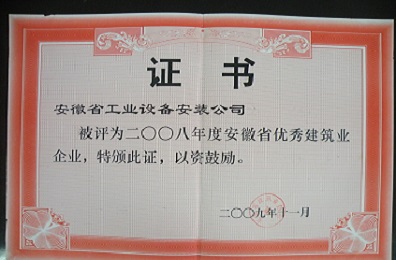 证书
安徽省工业设备安装公司
被评为二〇〇八年度安徽省优秀建筑业
企业，特颁此证，以资鼓励。
二〇〇九年十一月